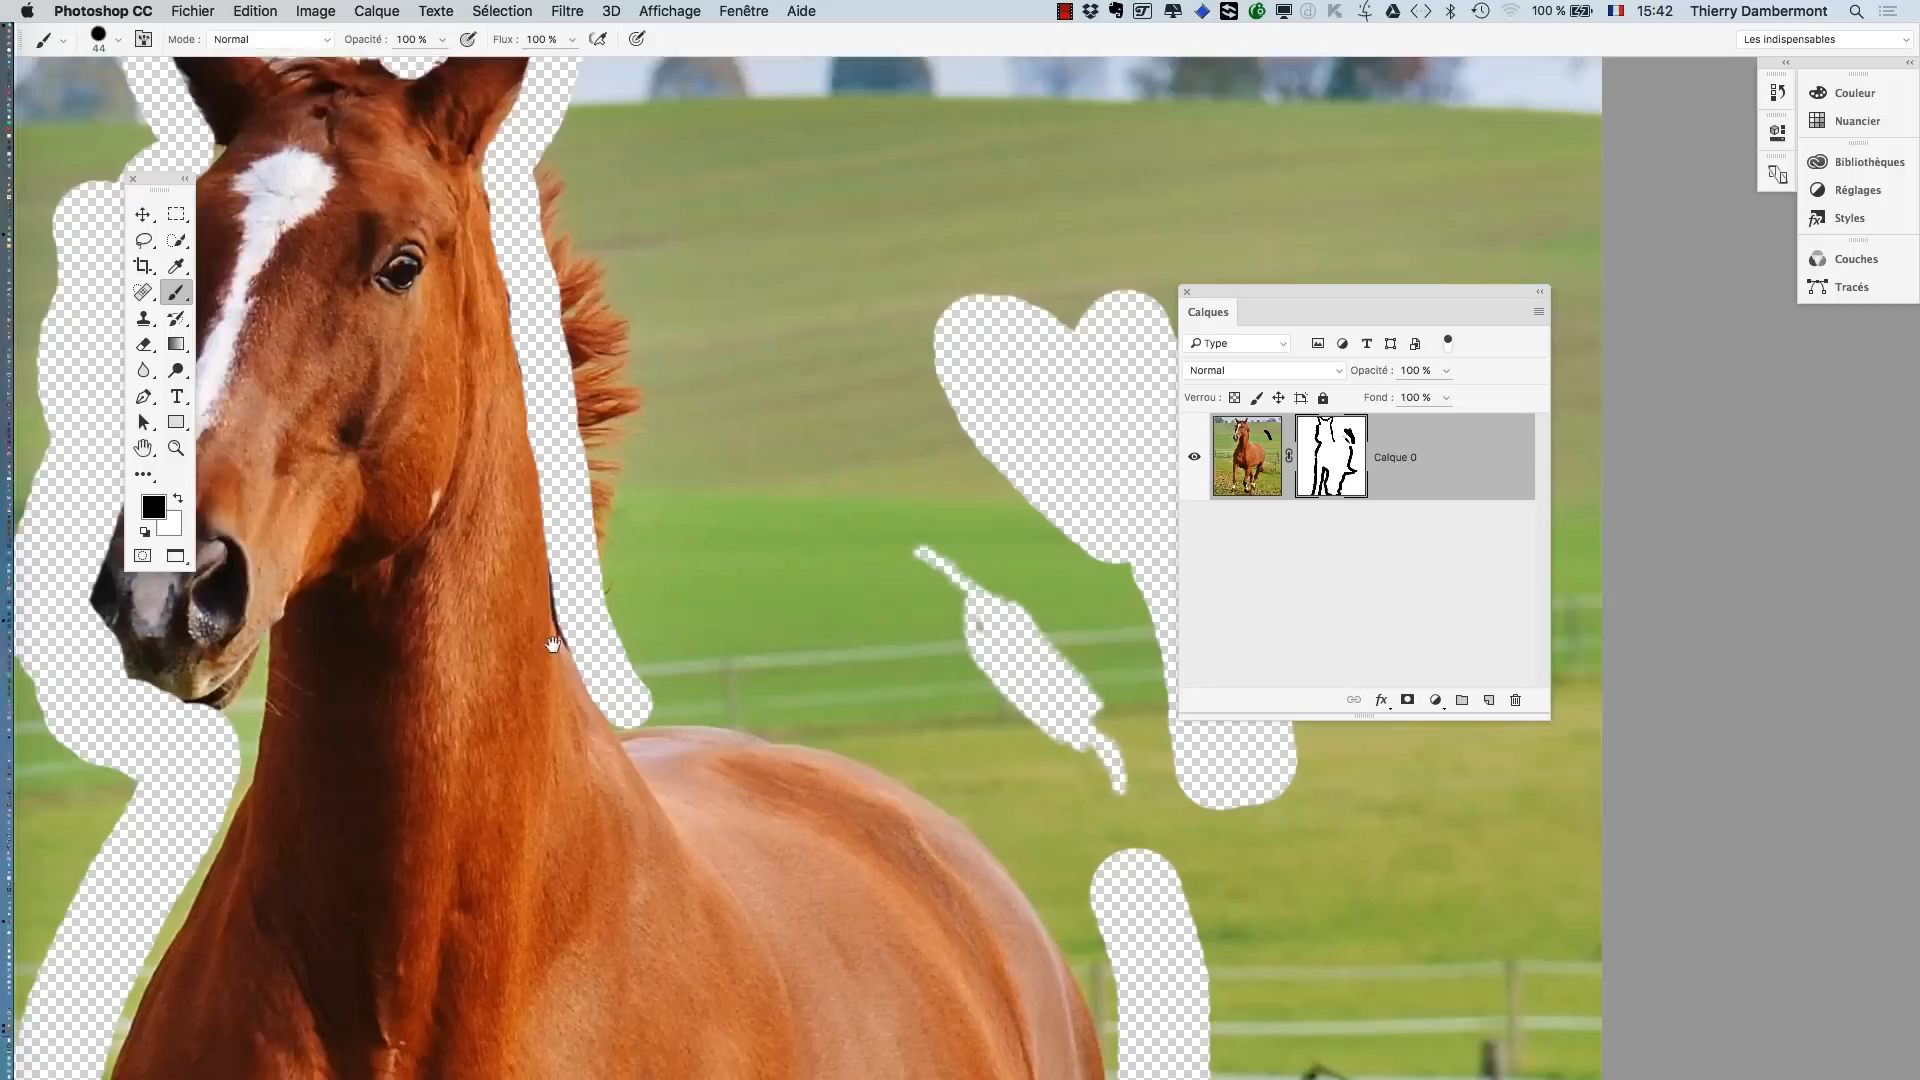 Photoshop CC Fichier Edition Image Calque Texte Sélection Filtre 3D Affichage Fenêtre Aide 100 % 15:42 Thierry Dambermont
44 Mode : Normal Opacité : 100 % Flux : 100 % Les indispensables
Couleur
Nuancier
Bibliothèques
Réglages
Styles
Couches
Tracés
Calques
Type
Normal Opacité : 100 %
Verrou : Fond : 100 %
Calque 0
fx